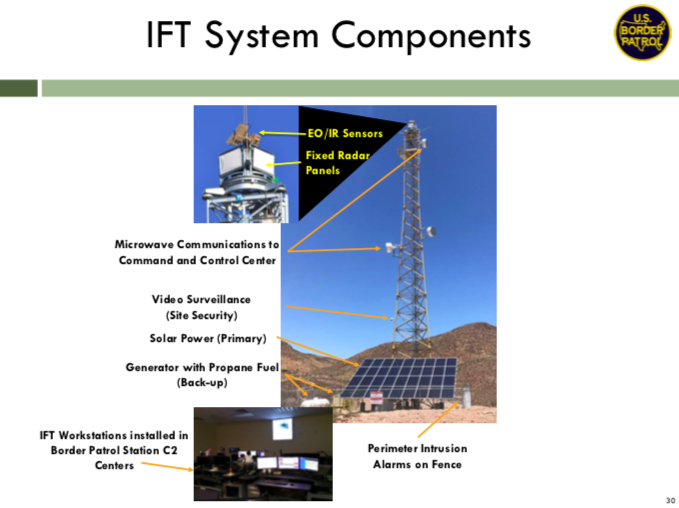 IFT System Components
U.S.
BORDER
PATROL
EO/IR Sensors
Fixed Radar
Panels
Microwave Communications to
Command and Control Center
Video Surveillance
(Site Security)
Solar Power (Primary)
Generator with Propane Fuel
(Back-up)
IFT Workstations installed in
Border Patrol Station C2
Centers
Perimeter Intrusion
Alarms on Fence
30